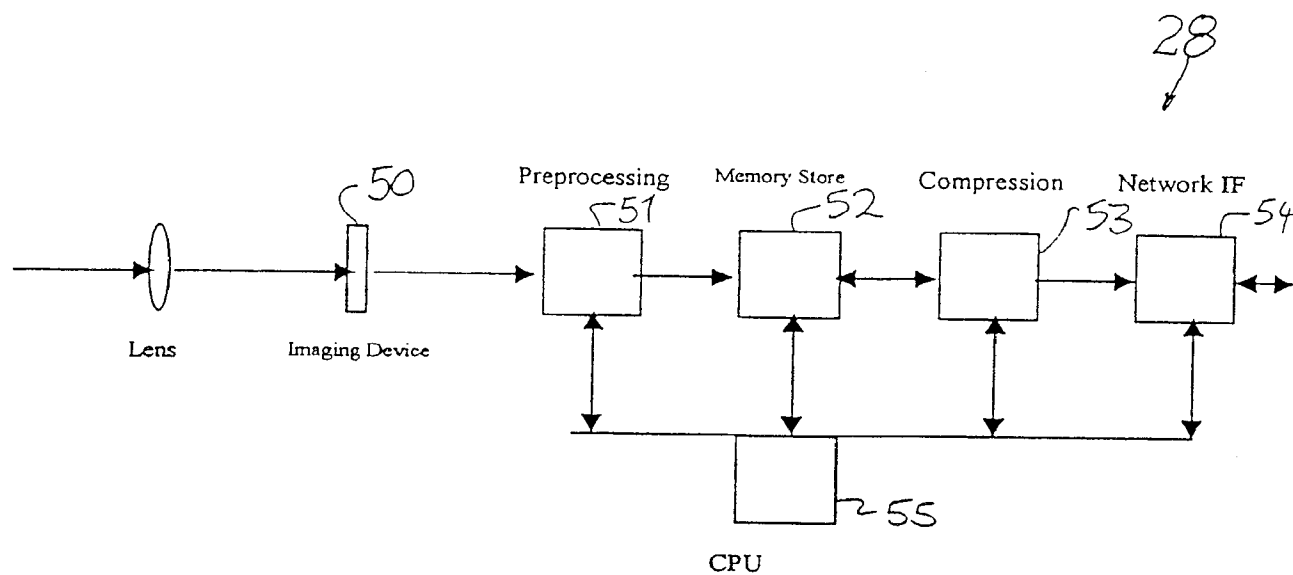 28
50
Preprocessing
51
Memory Store
52
Compression
53
Network IF
54
Lens
Imaging Device
55
CPU